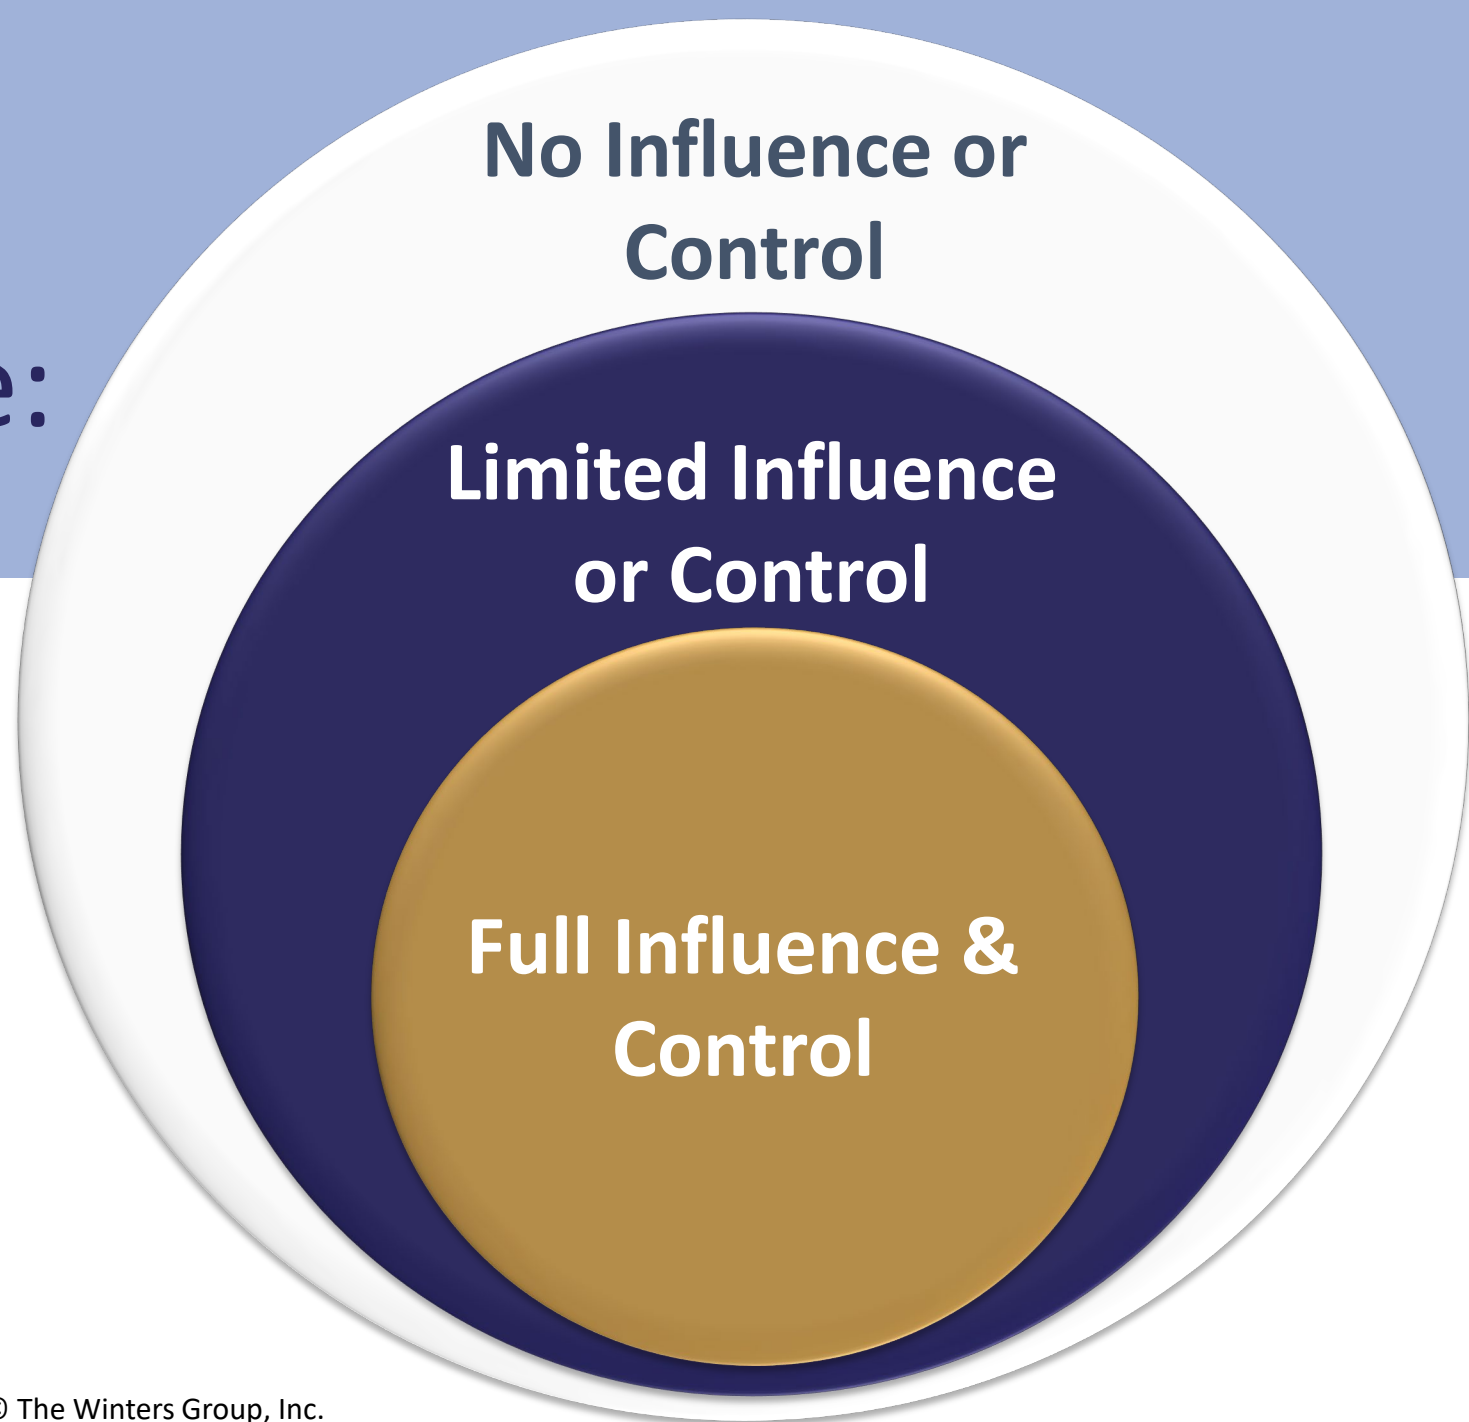 No Influence or
Control
e:
Limited Influence
or Control
Full Influence &
Control
© The Winters Group, Inc.